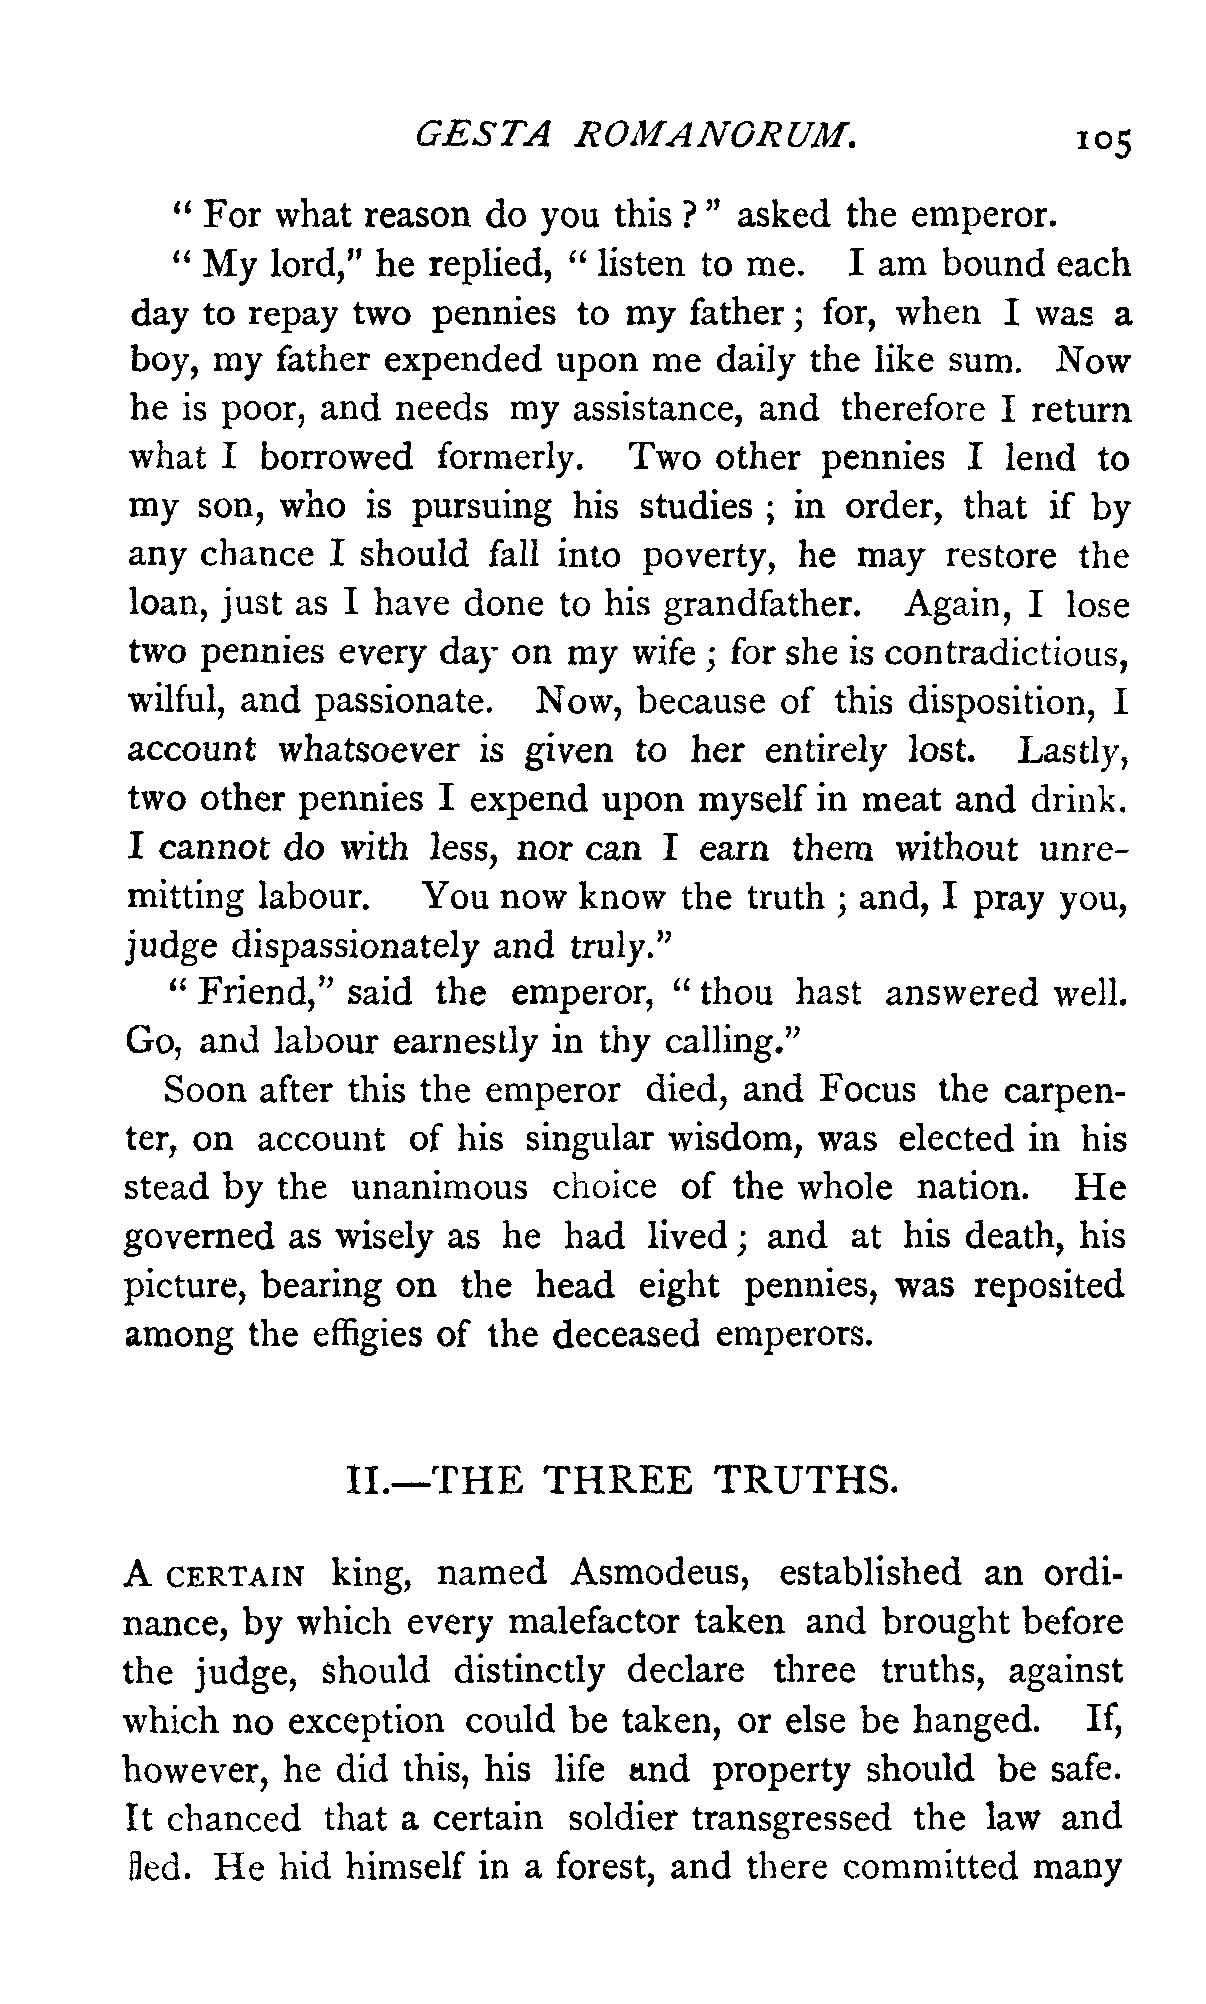 GESTA ROMANORUM. 105
" For what reason do you this ? " asked the emperor.
" My lord," he replied, " listen to me. I am bound each
day to repay two pennies to my father ; for, when I was a
boy, my father expended upon me daily the like sum. Now
he is poor, and needs my assistance, and therefore I return
what I borrowed formerly. Two other pennies I lend to
my son, who is pursuing his studies ; in order, that if by
any chance I should fall into poverty, he may restore the
loan, just as I have done to his grandfather. Again, I lose
two pennies every day on my wife ; for she is contradictious,
wilful, and passionate. Now, because of this disposition, I
account whatsoever is given to her entirely lost. Lastly,
two other pennies I expend upon myself in meat and drink.
I cannot do with less, nor can I earn them without unre-
mitting labour. You now know the truth ; and, I pray you,
judge dispassionately and truly."
" Friend," said the emperor, " thou hast answered well.
Go, and labour earnestly in thy calling."
Soon after this the emperor died, and Focus the carpen-
ter, on account of his singular wisdom, was elected in his
stead by the unanimous choice of the whole nation. He
governed as wisely as he had lived ; and at his death, his
picture, bearing on the head eight pennies, was reposited
among the effigies of the deceased emperors.
II.—THE THREE TRUTHS.
A CERTAIN king, named Asmodeus, established an ordi-
nance, by which every malefactor taken and brought before
the judge, should distinctly declare three truths, against
which no exception could be taken, or else be hanged. If,
however, he did this, his life and property should be safe.
It chanced that a certain soldier transgressed the law and
fled. He hid himself in a forest, and there committed many